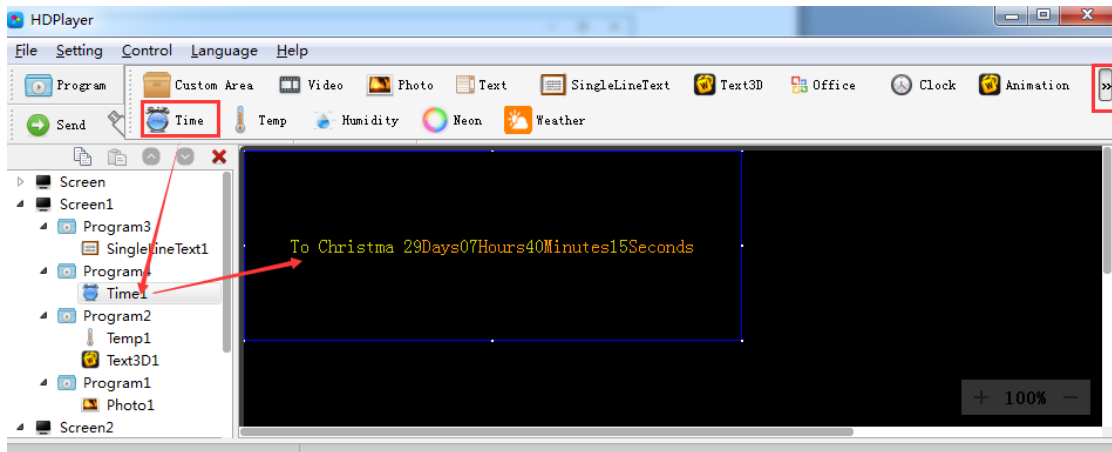 HDPlayer
File Setting Control Language Help
Program Custom Area Video Photo Text SingleLineText Text3D Office Clock Animation »
Send Time Temp Humidity Neon Weather
Screen
Screen1
Program3
SingleLineText1
Program4
Time1
Program2
Temp1
Text3D1
Program1
Photo1
Screen2
To Christma 29Days07Hours40Minutes15Seconds
+ 100% −